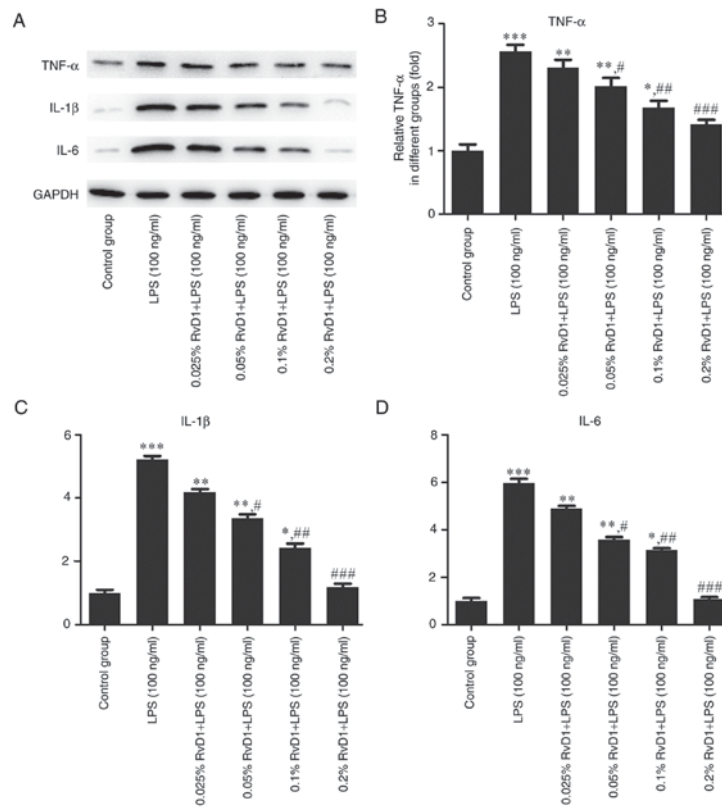 A
TNF-α
IL-1β
IL-6
GAPDH
Control group
LPS (100 ng/ml)
0.025% RvD1+LPS (100 ng/ml)
0.05% RvD1+LPS (100 ng/ml)
0.1% RvD1+LPS (100 ng/ml)
0.2% RvD1+LPS (100 ng/ml)
B
TNF-α
Relative TNF-α
in different groups (fold)
3
2
1
0
***
**
**,#
*,##
###
Control group
LPS (100 ng/ml)
0.025% RvD1+LPS (100 ng/ml)
0.05% RvD1+LPS (100 ng/ml)
0.1% RvD1+LPS (100 ng/ml)
0.2% RvD1+LPS (100 ng/ml)
C
IL-1β
6
4
2
0
***
**
**,#
*,##
###
Control group
LPS (100 ng/ml)
0.025% RvD1+LPS (100 ng/ml)
0.05% RvD1+LPS (100 ng/ml)
0.1% RvD1+LPS (100 ng/ml)
0.2% RvD1+LPS (100 ng/ml)
D
IL-6
8
6
4
2
0
***
**
**,#
*,##
###
Control group
LPS (100 ng/ml)
0.025% RvD1+LPS (100 ng/ml)
0.05% RvD1+LPS (100 ng/ml)
0.1% RvD1+LPS (100 ng/ml)
0.2% RvD1+LPS (100 ng/ml)